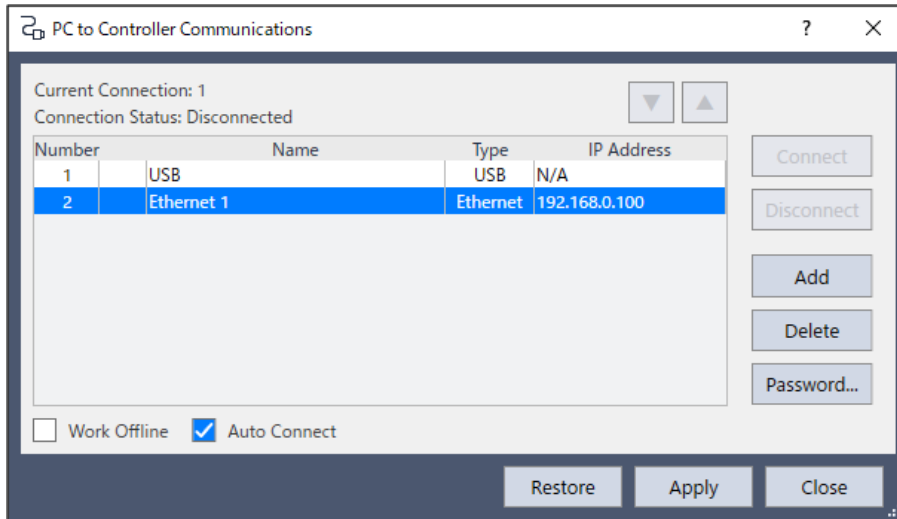 PC to Controller Communications
Current Connection: 1
Connection Status: Disconnected
Number Name Type IP Address
1 USB USB N/A
2 Ethernet 1 Ethernet 192.168.0.100
Connect
Disconnect
Add
Delete
Password...
Work Offline Auto Connect
Restore Apply Close